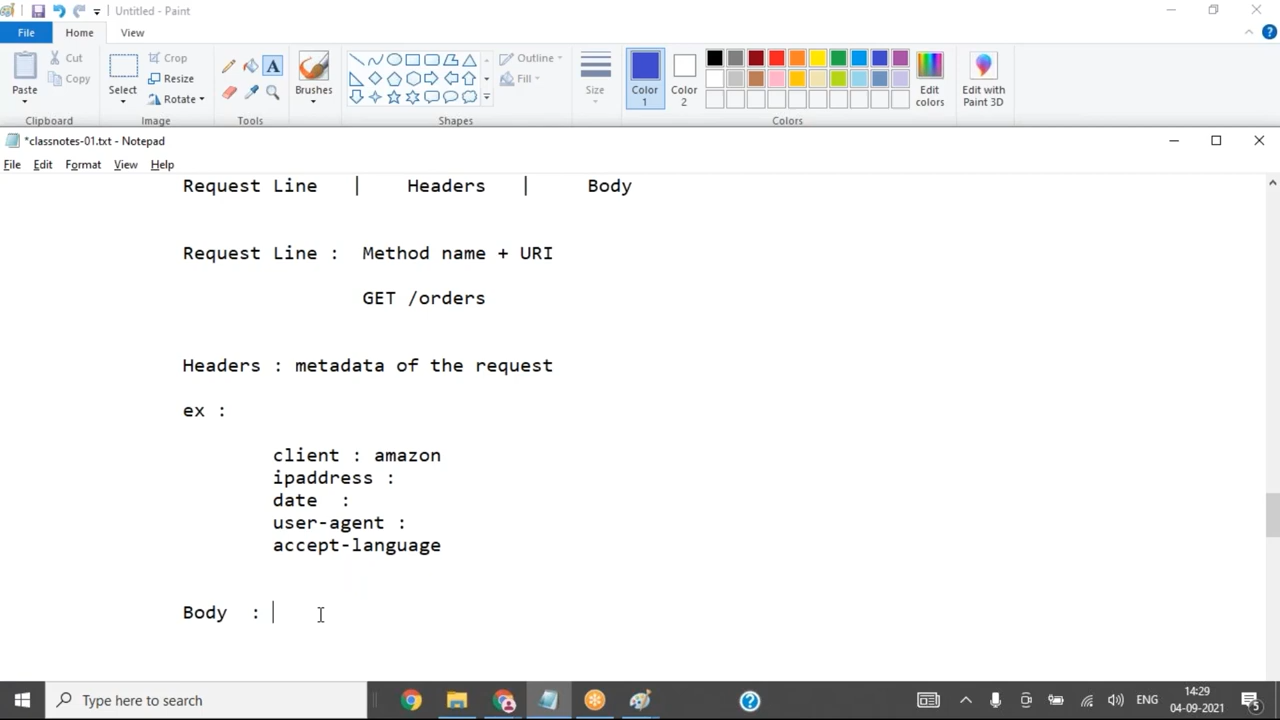 Untitled - Paint
File Home View
Paste
Cut
Copy
Clipboard
Select
Crop
Resize
Rotate
Image
Tools
Brushes
Outline
Fill
Shapes
Size
Color 1
Color 2
Edit colors
Colors
Edit with Paint 3D
*classnotes-01.txt - Notepad
File Edit Format View Help
Request Line | Headers | Body
Request Line : Method name + URI
GET /orders
Headers : metadata of the request
ex :
client : amazon
ipaddress :
date :
user-agent :
accept-language
Body :
Type here to search
ENG
14:29
04-09-2021
5